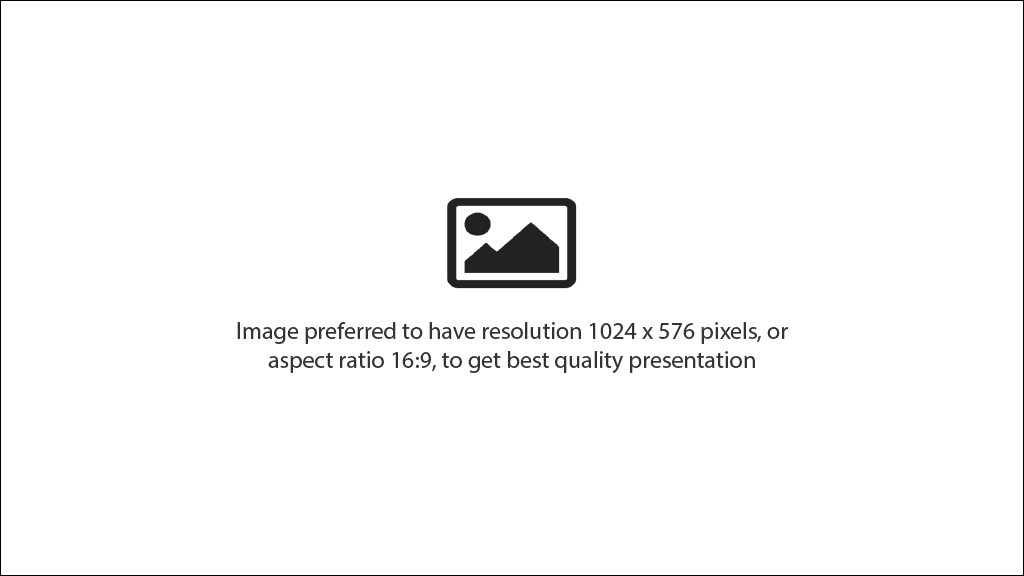 Image preferred to have resolution 1024 x 576 pixels, or
aspect ratio 16:9, to get best quality presentation